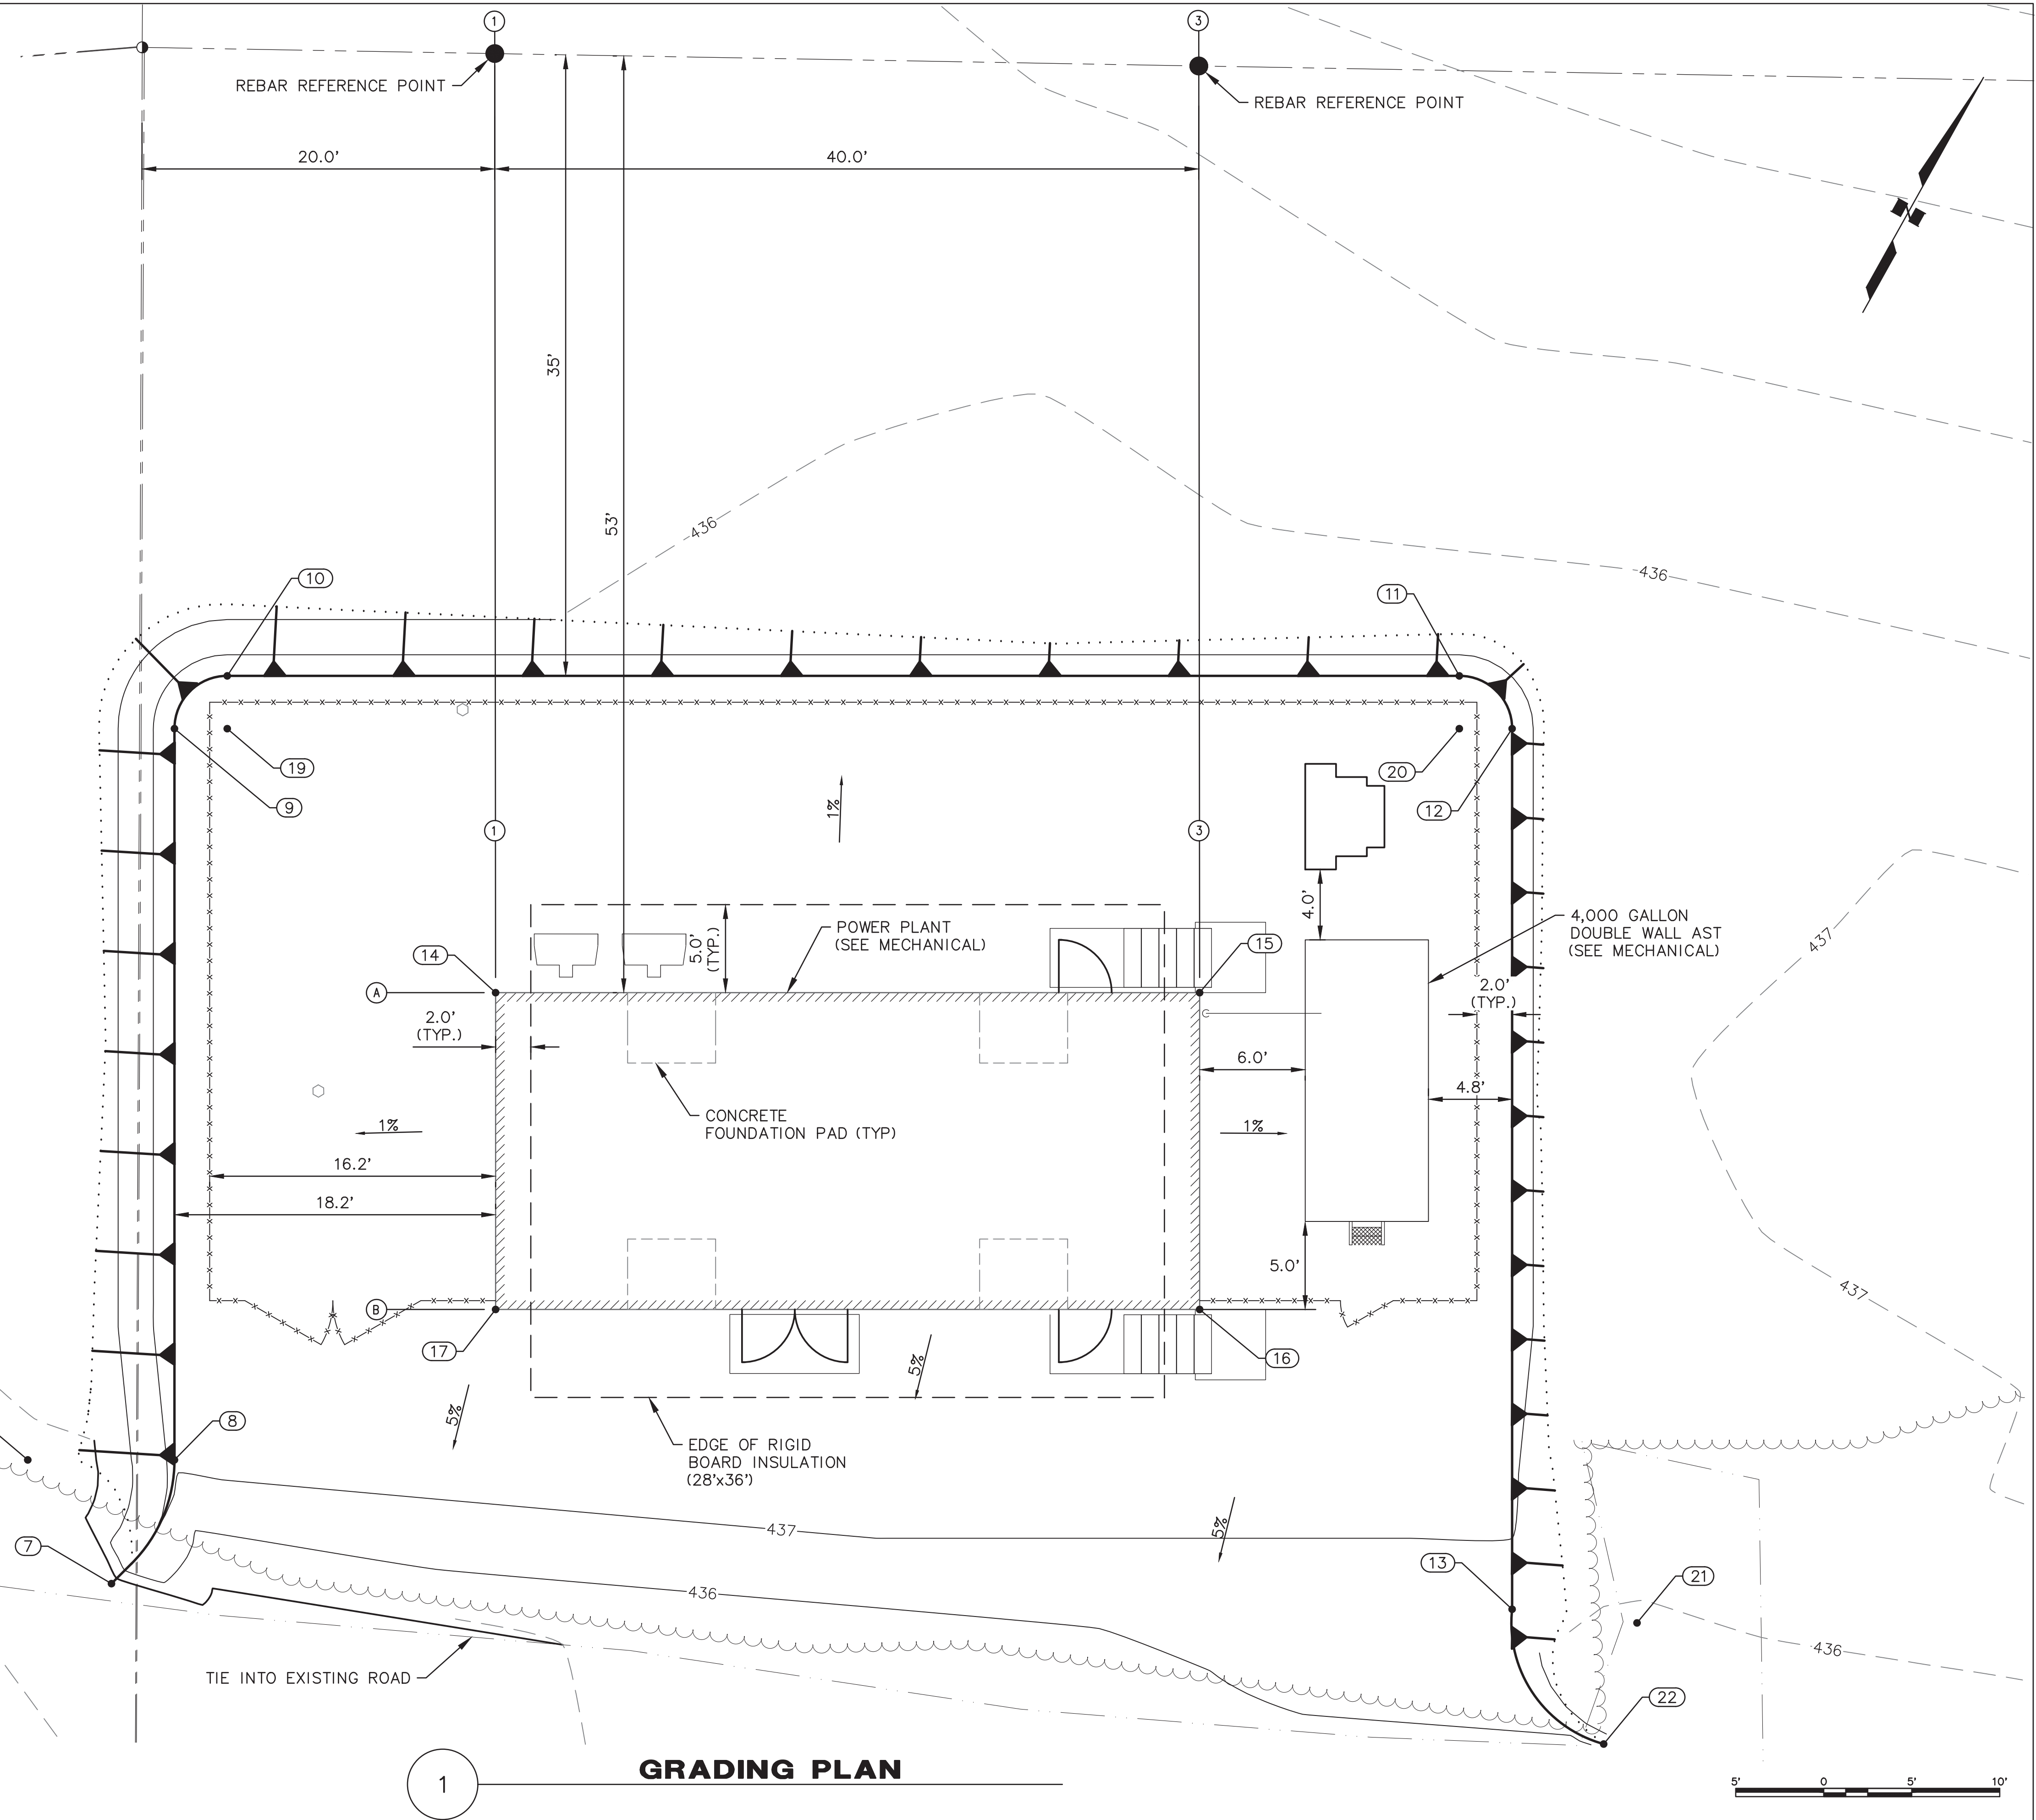 1
3
REBAR REFERENCE POINT
REBAR REFERENCE POINT
20.0'
40.0'
N
35'
53'
436
436
10
11
19
20
9
12
1%
1
3
4.0'
4,000 GALLON
DOUBLE WALL AST
(SEE MECHANICAL)
437
POWER PLANT
(SEE MECHANICAL)
5.0'
(TYP.)
14
15
A
2.0'
(TYP.)
2.0'
(TYP.)
6.0'
4.8'
CONCRETE
FOUNDATION PAD (TYP)
1%
1%
16.2'
18.2'
5.0'
437
B
17
16
5%
5%
8
EDGE OF RIGID
BOARD INSULATION
(28'x36')
5%
437
7
13
21
436
436
TIE INTO EXISTING ROAD
22
1
GRADING PLAN
5'
0
5'
10'